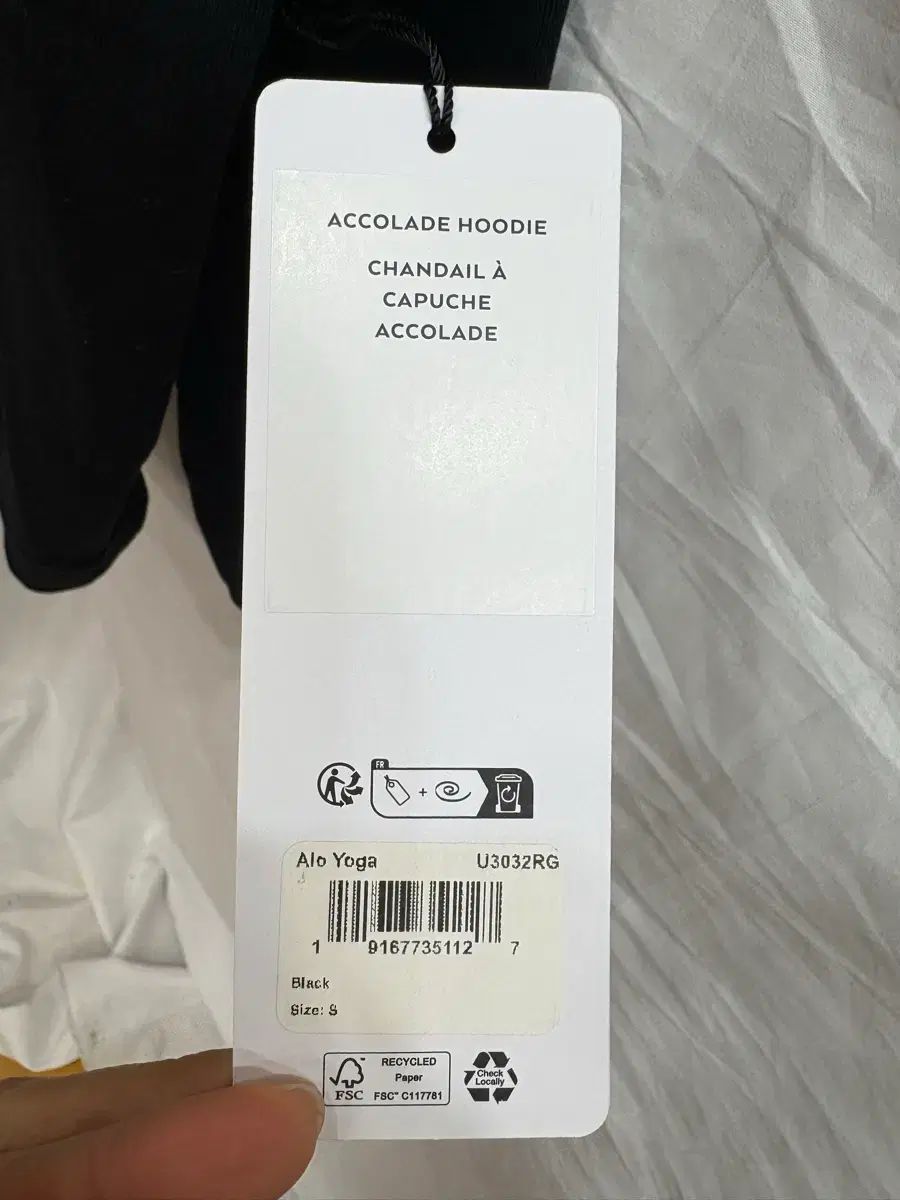 ACCOLADE HOODIE
CHANDAIL À
CAPUCHE
ACCOLADE
FR
+
Alo Yoga U3032RG
1 9167735112 7
Black
Size: S
RECYCLED
Paper
FSC™ C117781
FSC
Check
Locally